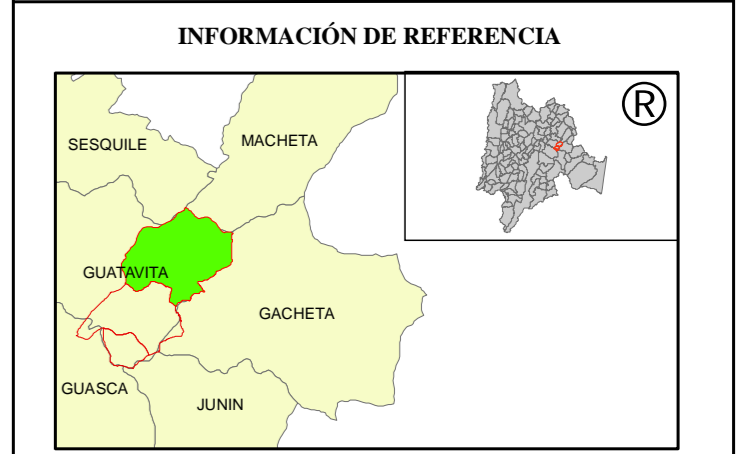 INFORMACIÓN DE REFERENCIA
®
SESQUILE
MACHETA
GUATAVITA
GACHETA
GUASCA
JUNIN